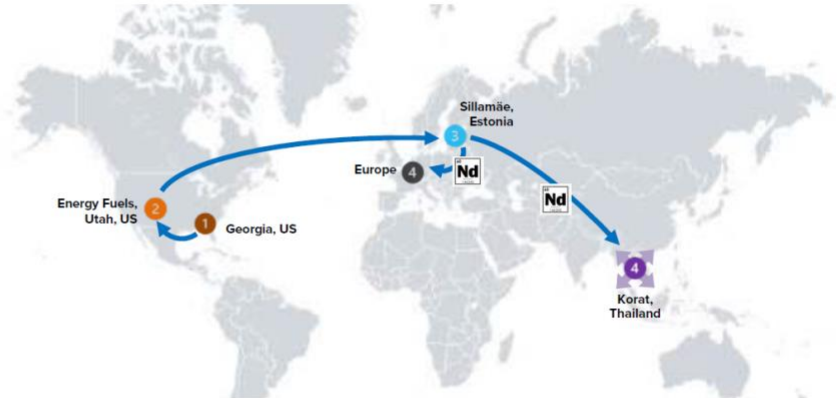 Sillamäe,
Estonia
3
Europe
4
Nd
Nd
Energy Fuels,
Utah, US
2
1
Georgia, US
4
Korat,
Thailand